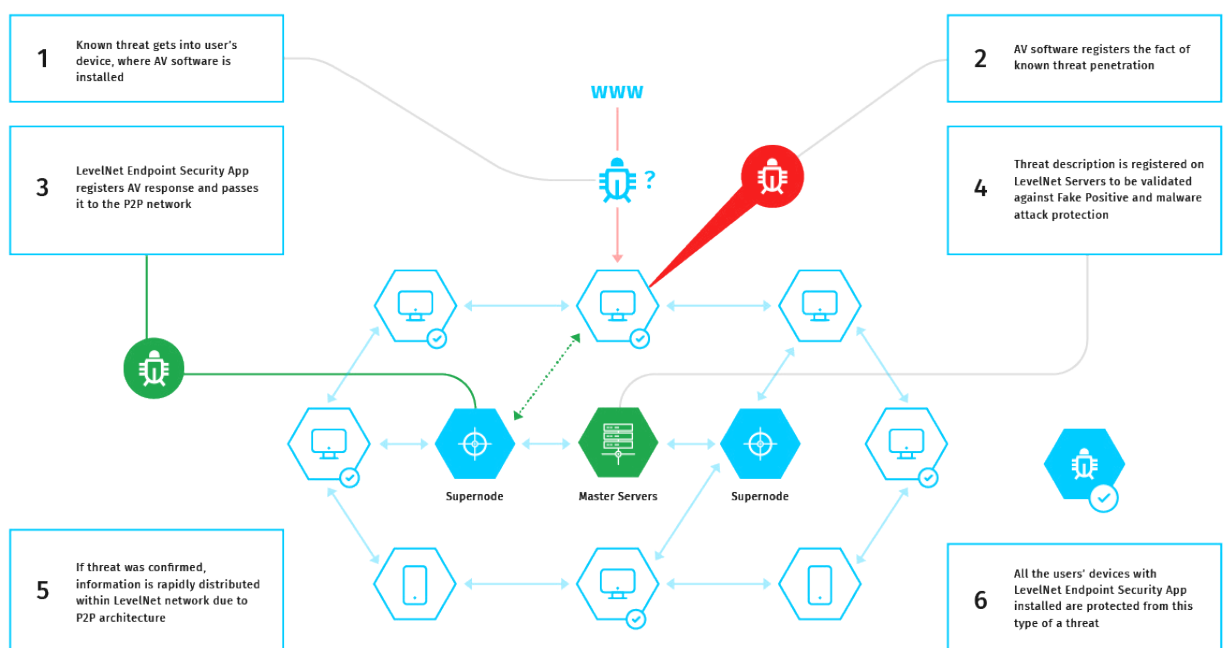 1
Known threat gets into user's
device, where AV software is
installed
2
AV software registers the fact of
known threat penetration
www
?
3
LevelNet Endpoint Security App
registers AV response and passes
it to the P2P network
4
Threat description is registered on
LevelNet Servers to be validated
against Fake Positive and malware
attack protection
Supernode
Master Servers
Supernode
5
If threat was confirmed,
information is rapidly distributed
within LevelNet network due to
P2P architecture
6
All the users' devices with
LevelNet Endpoint Security App
installed are protected from this
type of a threat